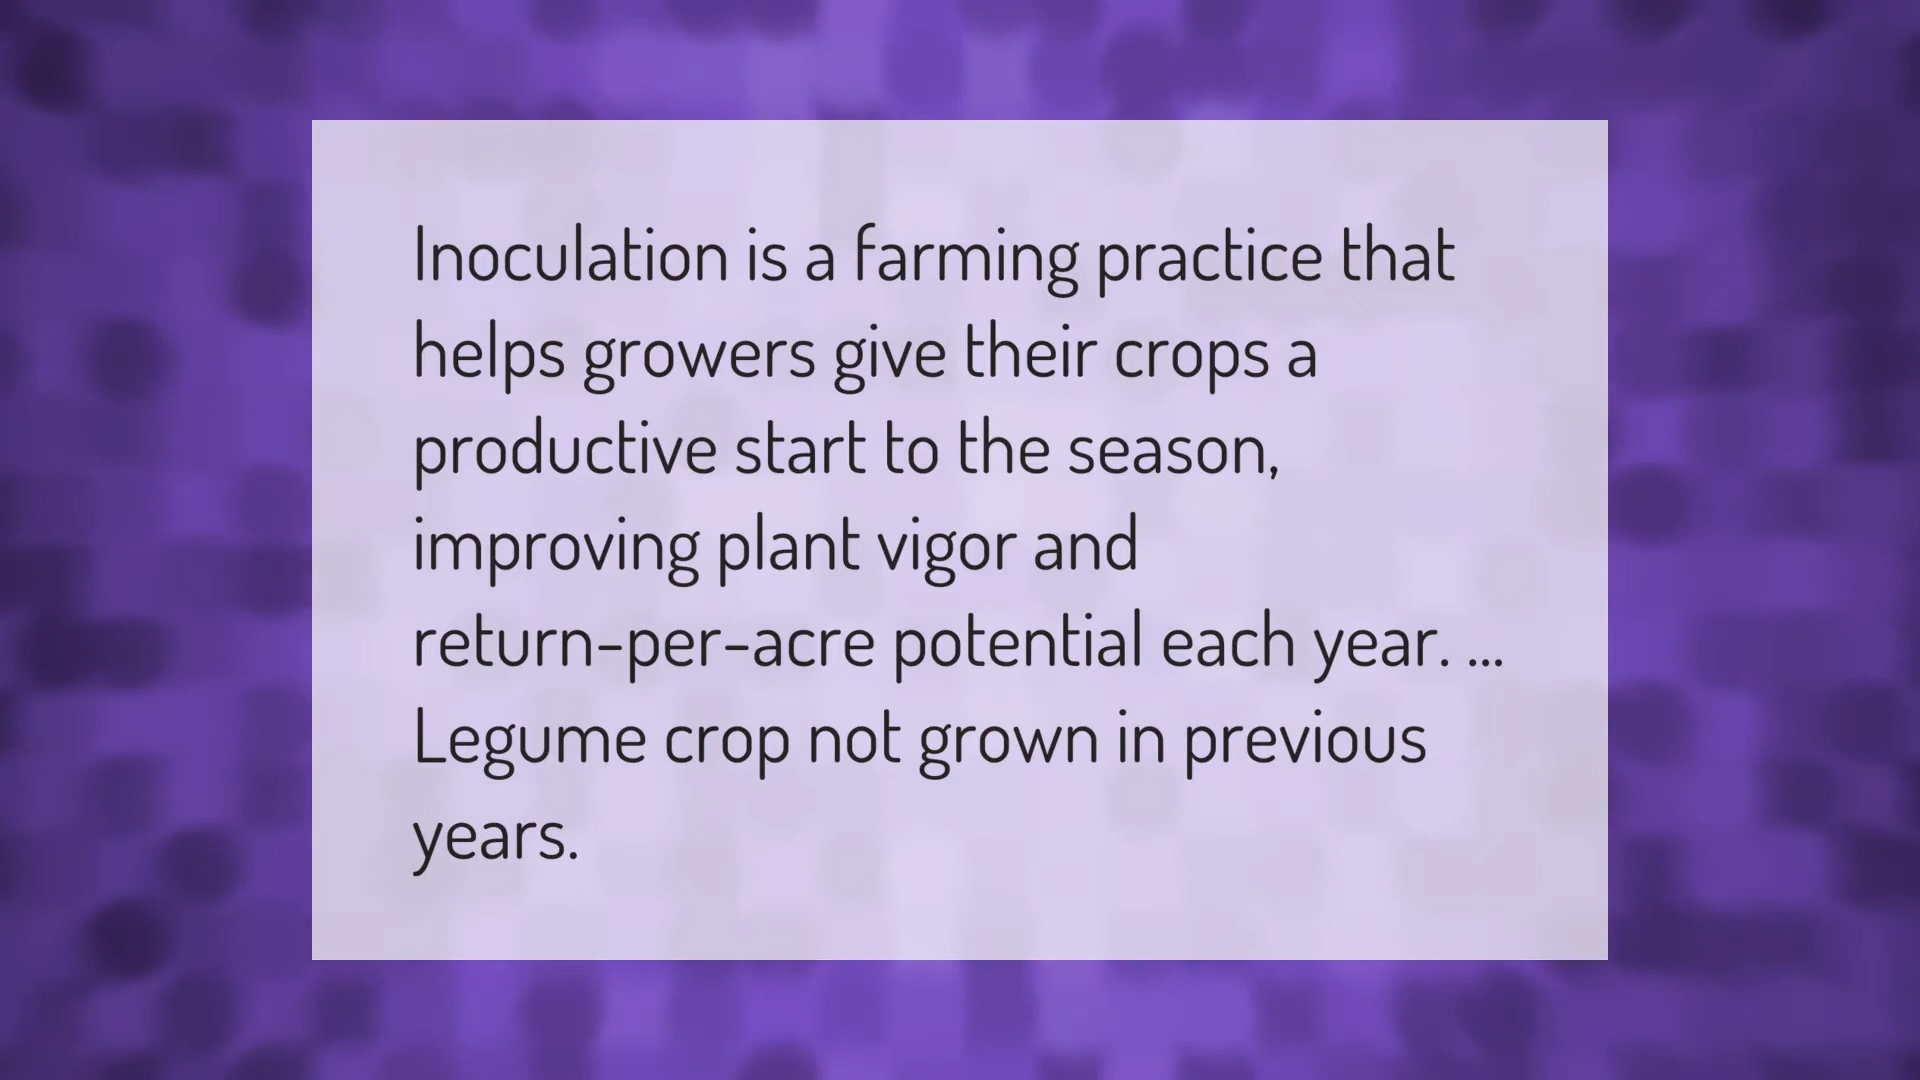 Inoculation is a farming practice that
helps growers give their crops a
productive start to the season,
improving plant vigor and
return-per-acre potential each year. ...
Legume crop not grown in previous
years.